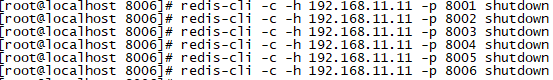 [root@localhost 8006]# redis-cli -c -h 192.168.11.11 -p 8001 shutdown
[root@localhost 8006]# redis-cli -c -h 192.168.11.11 -p 8002 shutdown
[root@localhost 8006]# redis-cli -c -h 192.168.11.11 -p 8003 shutdown
[root@localhost 8006]# redis-cli -c -h 192.168.11.11 -p 8004 shutdown
[root@localhost 8006]# redis-cli -c -h 192.168.11.11 -p 8005 shutdown
[root@localhost 8006]# redis-cli -c -h 192.168.11.11 -p 8006 shutdown